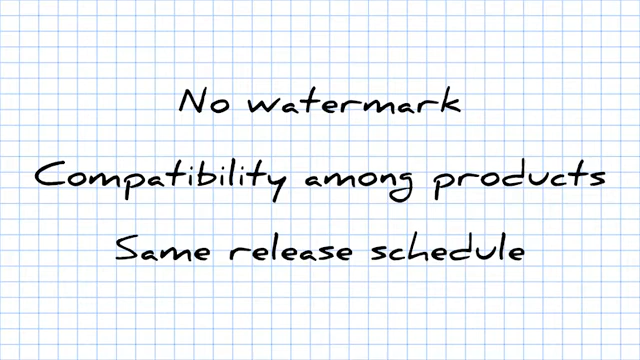 No watermark
Compatibility among products
Same release schedule